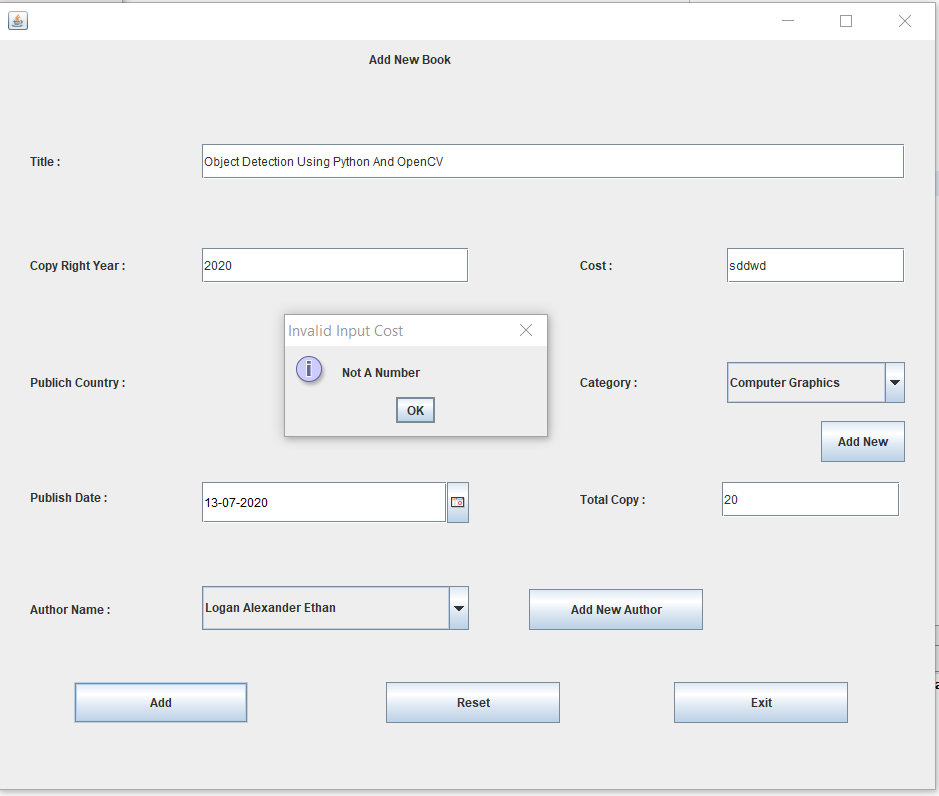 Add New Book
Title :
Object Detection Using Python And OpenCV
Copy Right Year :
2020
Cost :
sddwd
Invalid Input Cost
Not A Number
OK
Publich Country :
Category :
Computer Graphics
Add New
Publish Date :
13-07-2020
Total Copy :
20
Author Name :
Logan Alexander Ethan
Add New Author
Add
Reset
Exit